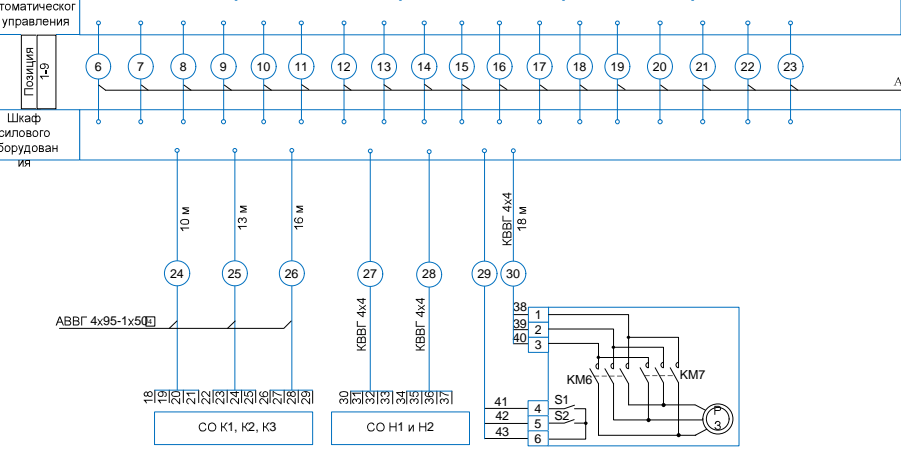 томатическог
управления
Позиция
1-9
6 7 8 9 10 11 12 13 14 15 16 17 18 19 20 21 22 23
А
Шкаф
силового
борудован
ия
10 м
13 м
16 м
КВВГ 4х4
18 м
24 25 26 27 28 29 30
АВВГ 4х95-1х50
КВВГ 4х4
КВВГ 4х4
38
39
40
1
2
3
КМ6
КМ7
18 19 20 21 22 23 24 25 26 27 28 29
30 31 32 33 34 35 36 37
41
42
43
4
5
6
S1
S2
Р
3
СО К1, К2, К3
СО Н1 и Н2